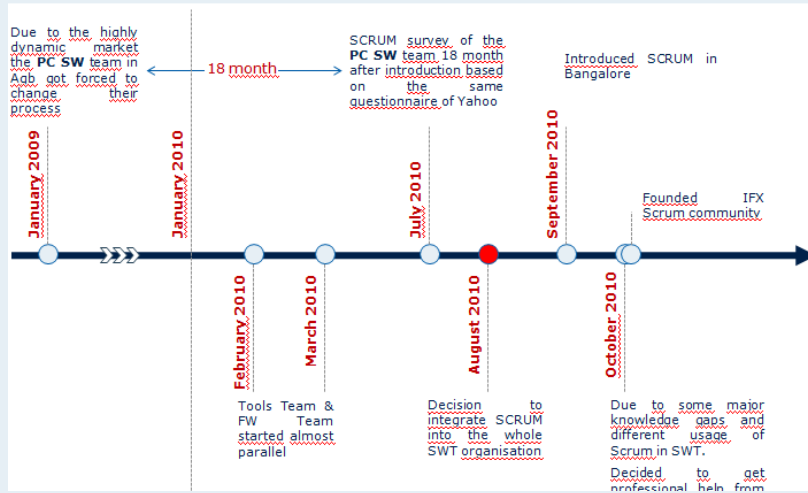 Due to the highly
dynamic market
the PC SW team in
Agb got forced to
change their
process
18 month
SCRUM survey of the
PC SW team 18 month
after introduction based
on the same
questionnaire of Yahoo
Introduced SCRUM in
Bangalore
January 2009
January 2010
July 2010
September 2010
Founded IFX
Scrum community
February 2010
March 2010
August 2010
October 2010
Tools Team &
FW Team
started almost
parallel
Decision to
integrate SCRUM
into the whole
SWT organisation
Due to some major
knowledge gaps and
different usage of
Scrum in SWT.
Decided to get
professional help from